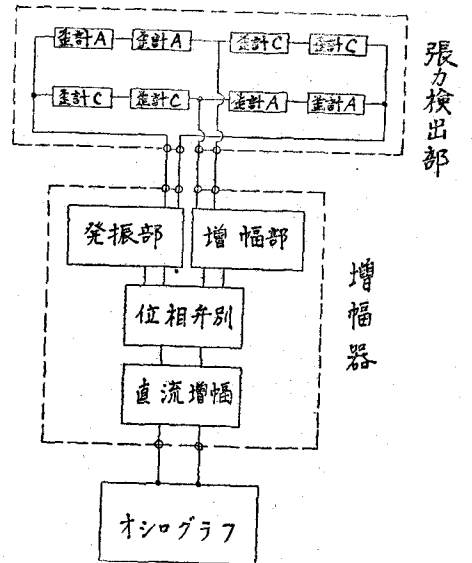 歪計A 歪計A 歪計C 歪計C
歪計C 歪計C 歪計A 歪計A
張力検出部
発振部 増幅部
位相弁別
直流増幅
増幅器
オシログラフ